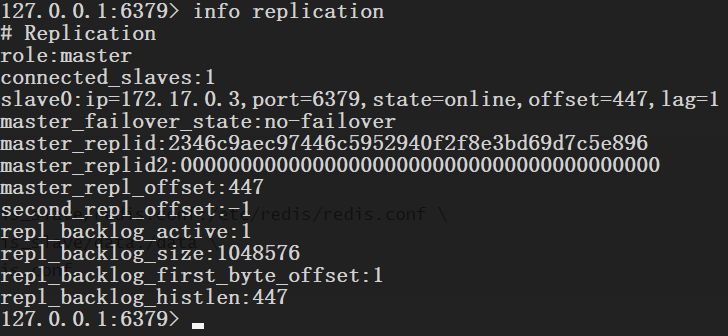 127.0.0.1:6379> info replication
# Replication
role:master
connected_slaves:1
slave0:ip=172.17.0.3,port=6379,state=online,offset=447,lag=1
master_failover_state:no-failover
master_replid:2346c9aec97446c5952940f2f8e3bd69d7c5e896
master_replid2:0000000000000000000000000000000000000000
master_repl_offset:447
second_repl_offset:-1
repl_backlog_active:1
repl_backlog_size:1048576
repl_backlog_first_byte_offset:1
repl_backlog_histlen:447
127.0.0.1:6379>